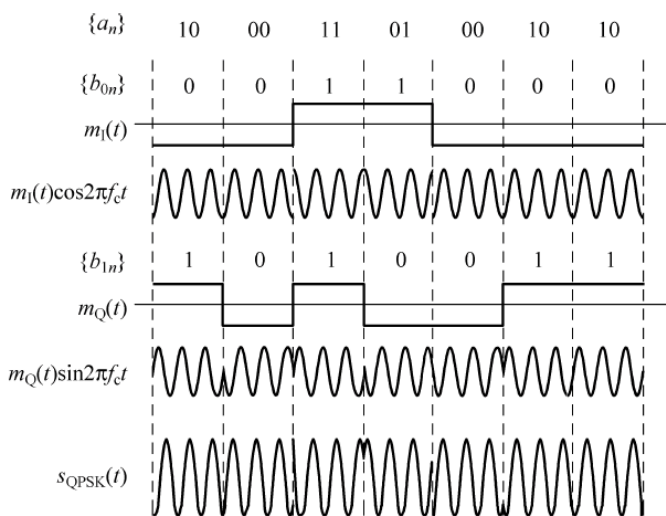 {aₙ} 10 00 11 01 00 10 10
{b₀ₙ} 0 0 1 1 0 0 0
m_I(t)
m_I(t)cos2πf_ct
{b₁ₙ} 1 0 1 0 0 1 1
m_Q(t)
m_Q(t)sin2πf_ct
s_QPSK(t)